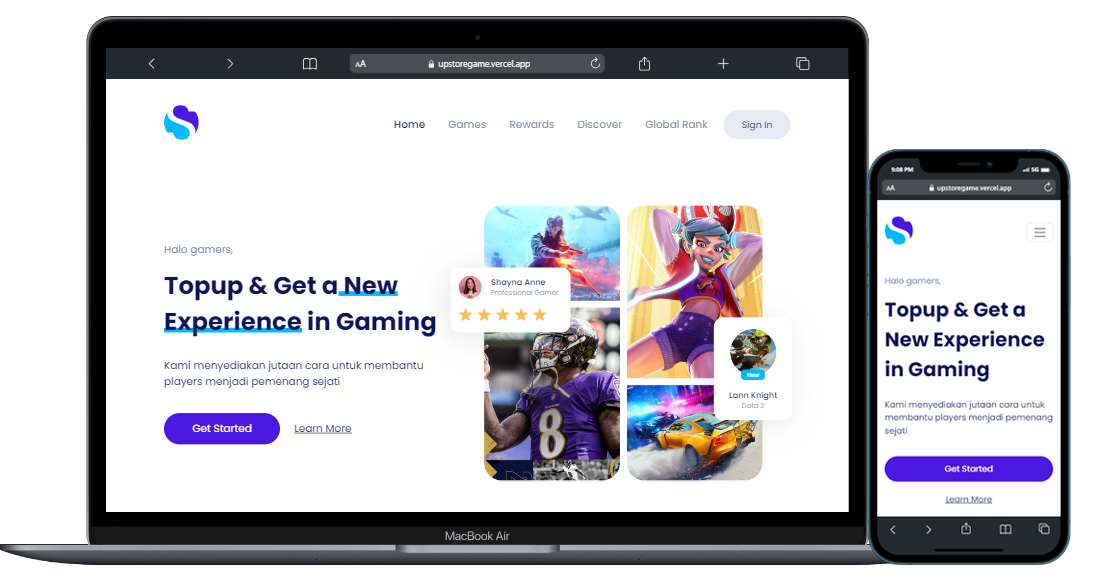 AA upstoregame.vercel.app
Home Games Rewards Discover Global Rank Sign In
Halo gamers,
Topup & Get a New
Experience in Gaming
Kami menyediakan jutaan cara untuk membantu
players menjadi pemenang sejati
Get Started Learn More
Shayna Anne
Professional Gamer
8
New
Lann Knight
Dota 2
MacBook Air
9:08 PM 5G
AA upstoregame.vercel.app
Halo gamers,
Topup & Get a
New Experience
in Gaming
Kami menyediakan jutaan cara untuk
membantu players menjadi pemenang
sejati
Get Started
Learn More